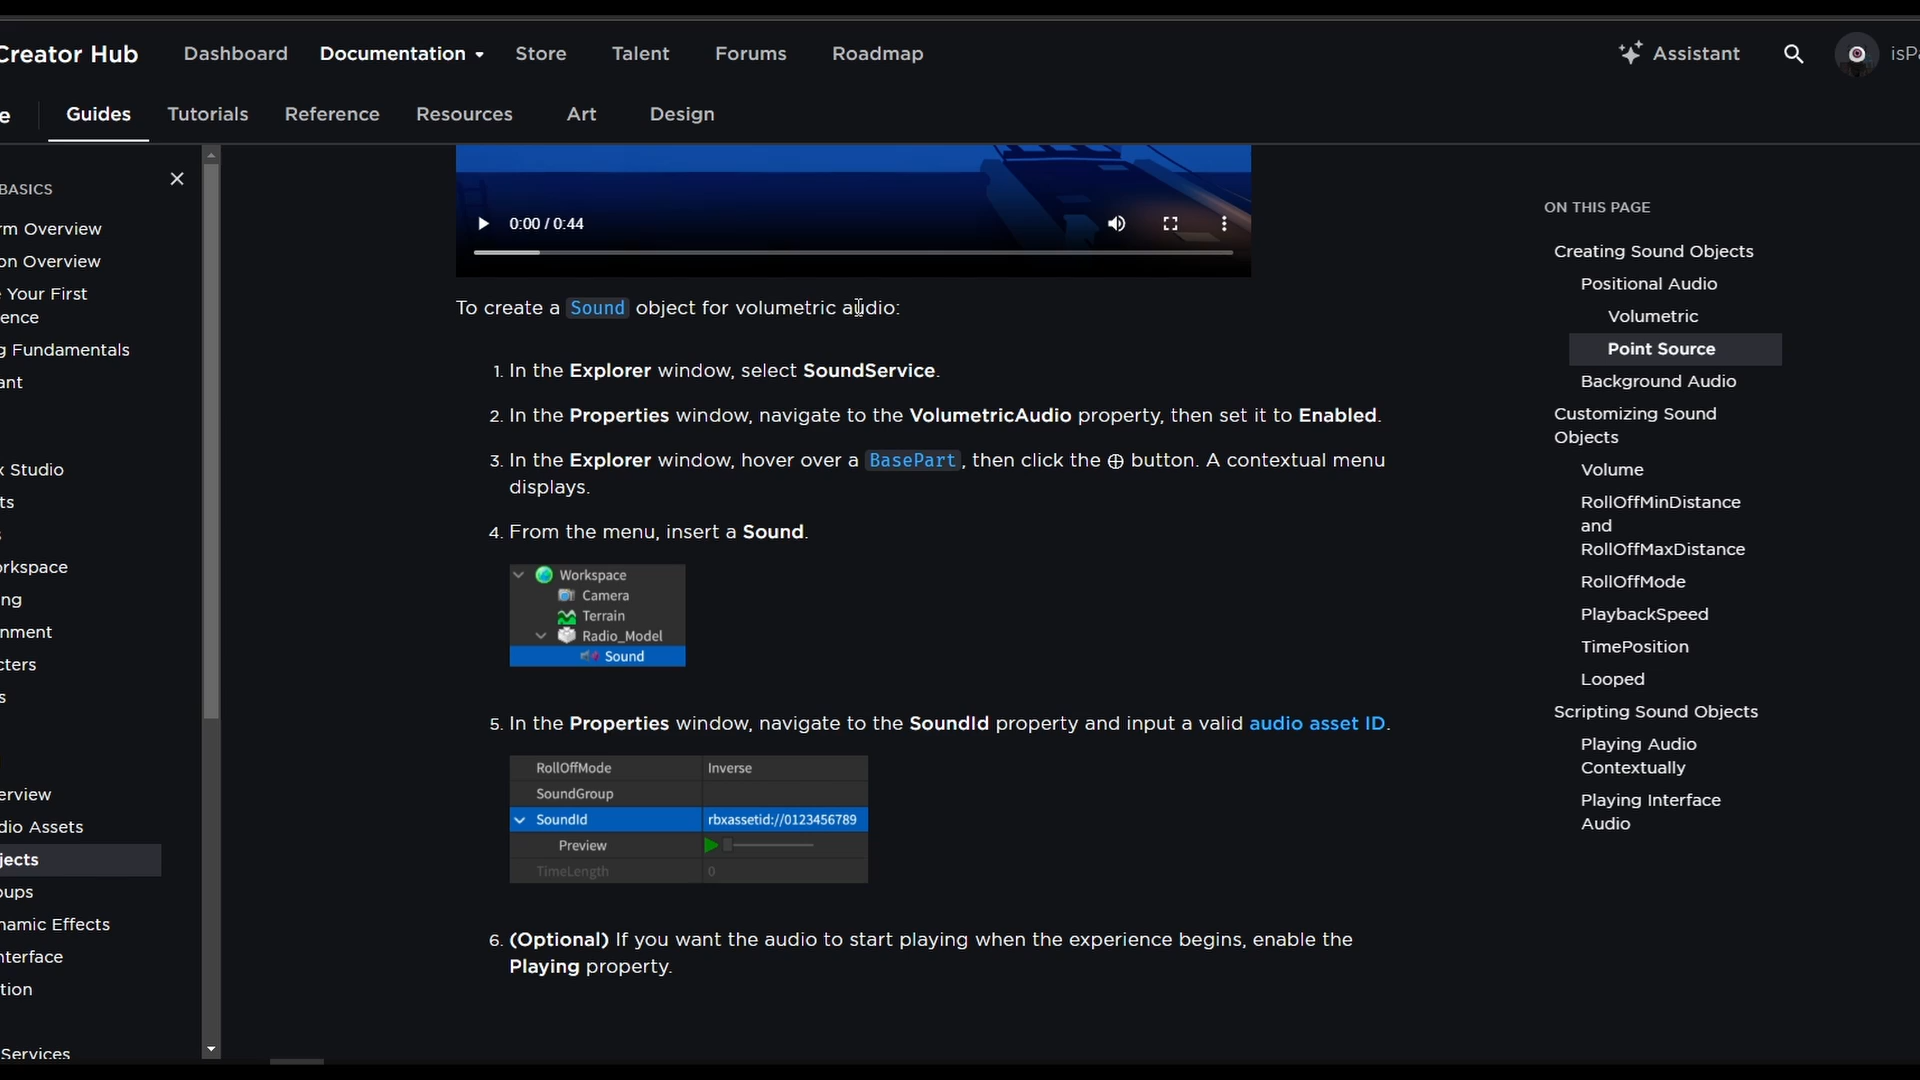 Creator Hub
Dashboard
Documentation
Store
Talent
Forums
Roadmap
Assistant
isPa
e
Guides
Tutorials
Reference
Resources
Art
Design
BASICS
rm Overview
on Overview
Your First
ence
g Fundamentals
ant
x Studio
ts
s
orkspace
ng
nment
cters
s
erview
dio Assets
jects
oups
namic Effects
nterface
tion
Services
0:00 / 0:44
To create a Sound object for volumetric audio:
1. In the Explorer window, select SoundService.
2. In the Properties window, navigate to the VolumetricAudio property, then set it to Enabled.
3. In the Explorer window, hover over a BasePart, then click the ⊕ button. A contextual menu
displays.
4. From the menu, insert a Sound.
Workspace
Camera
Terrain
Radio_Model
Sound
5. In the Properties window, navigate to the SoundId property and input a valid audio asset ID.
RollOffMode Inverse
SoundGroup
SoundId rbxassetid://0123456789
Preview
TimeLength 0
6. (Optional) If you want the audio to start playing when the experience begins, enable the
Playing property.
ON THIS PAGE
Creating Sound Objects
Positional Audio
Volumetric
Point Source
Background Audio
Customizing Sound
Objects
Volume
RollOffMinDistance
and
RollOffMaxDistance
RollOffMode
PlaybackSpeed
TimePosition
Looped
Scripting Sound Objects
Playing Audio
Contextually
Playing Interface
Audio